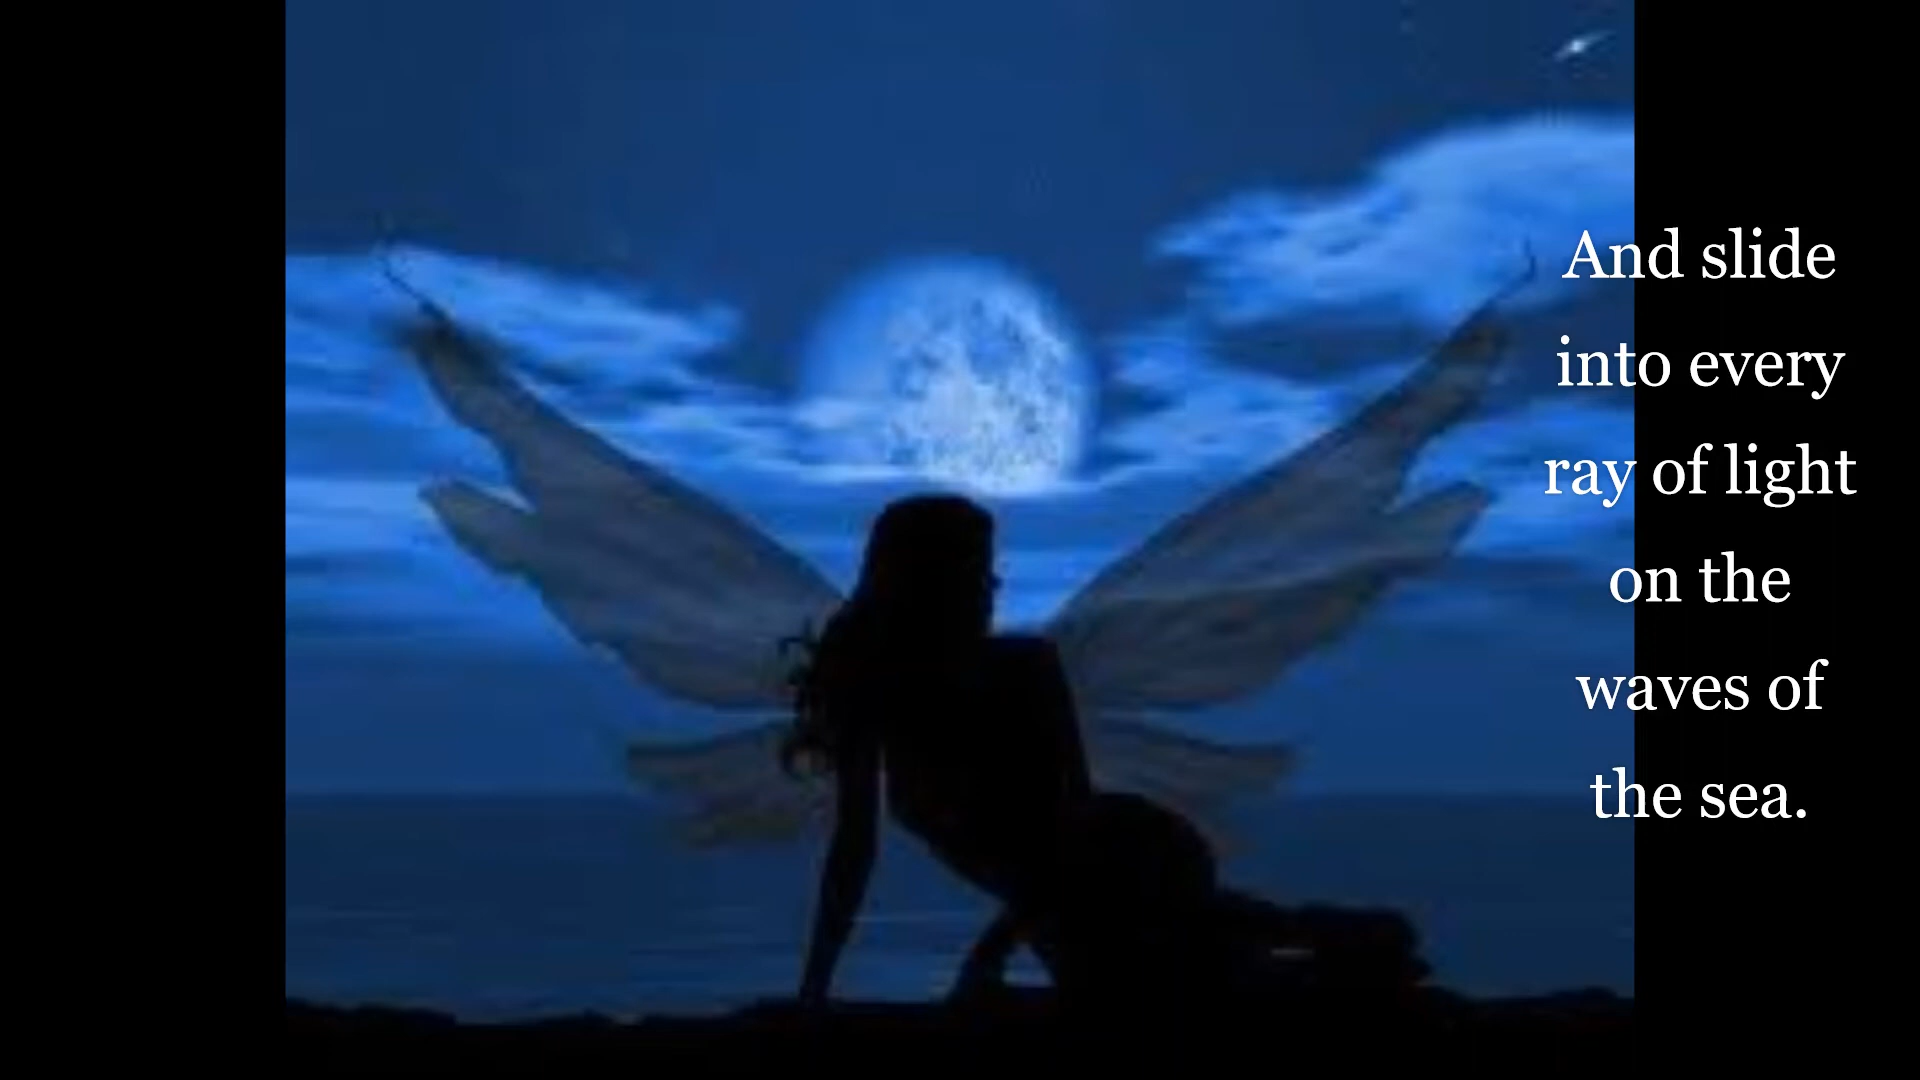 And slide
into every
ray of light
on the
waves of
the sea.